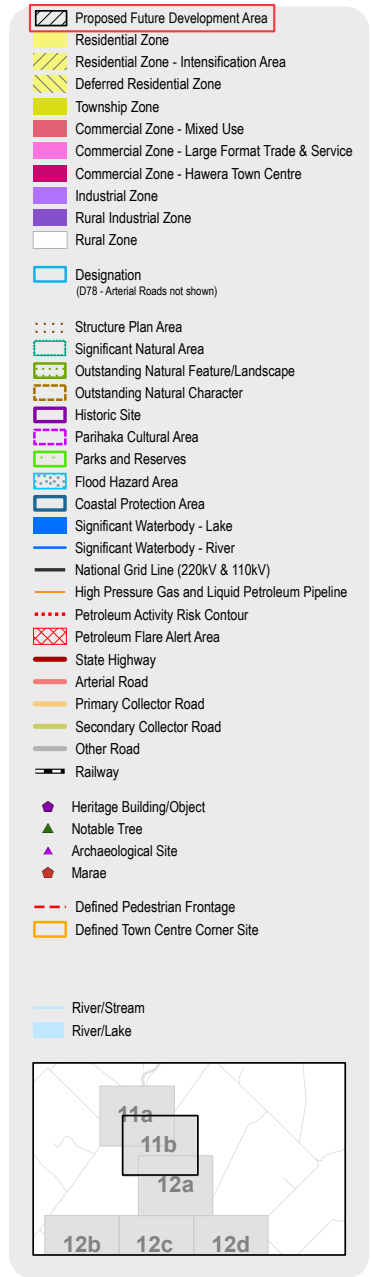 Proposed Future Development Area
Residential Zone
Residential Zone - Intensification Area
Deferred Residential Zone
Township Zone
Commercial Zone - Mixed Use
Commercial Zone - Large Format Trade & Service
Commercial Zone - Hawera Town Centre
Industrial Zone
Rural Industrial Zone
Rural Zone
Designation
(D78 - Arterial Roads not shown)
Structure Plan Area
Significant Natural Area
Outstanding Natural Feature/Landscape
Outstanding Natural Character
Historic Site
Parihaka Cultural Area
Parks and Reserves
Flood Hazard Area
Coastal Protection Area
Significant Waterbody - Lake
Significant Waterbody - River
National Grid Line (220kV & 110kV)
High Pressure Gas and Liquid Petroleum Pipeline
Petroleum Activity Risk Contour
Petroleum Flare Alert Area
State Highway
Arterial Road
Primary Collector Road
Secondary Collector Road
Other Road
Railway
Heritage Building/Object
Notable Tree
Archaeological Site
Marae
Defined Pedestrian Frontage
Defined Town Centre Corner Site
River/Stream
River/Lake
11a
11b
12a
12b 12c 12d